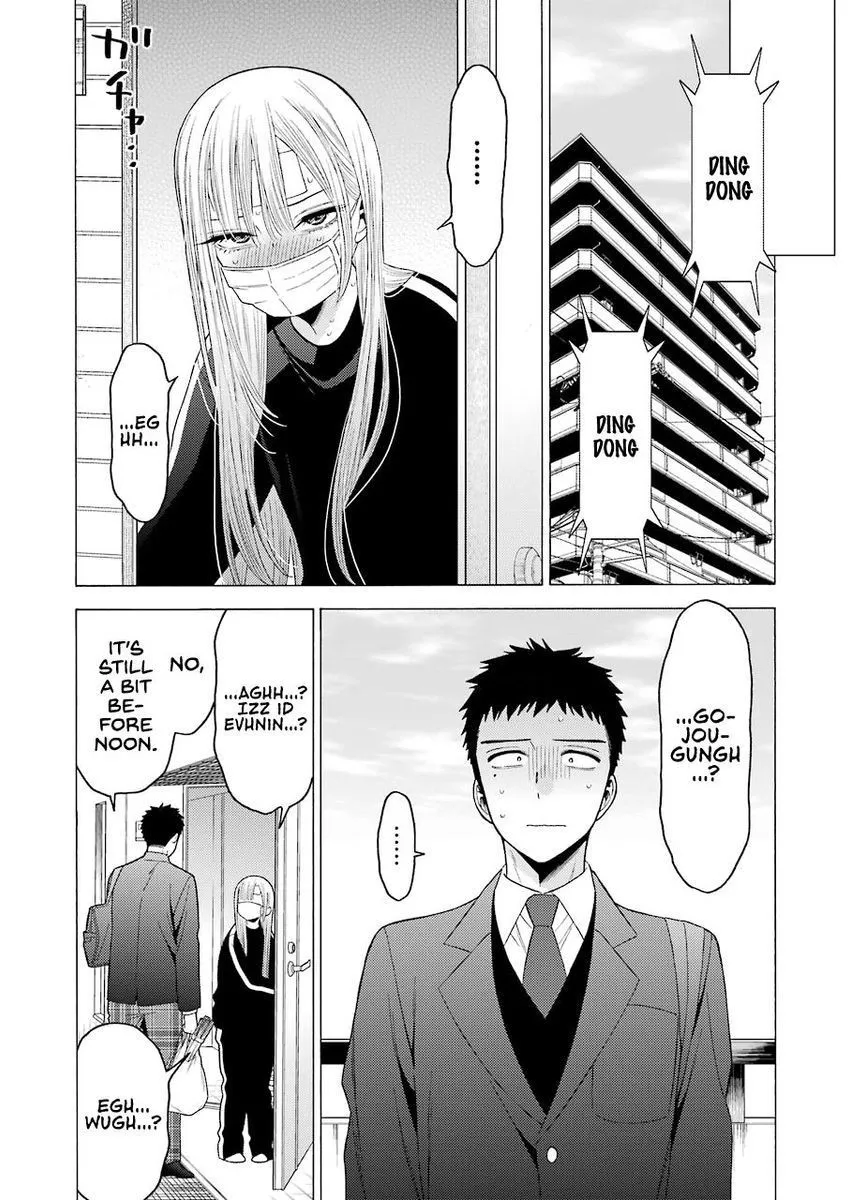 DING
DONG
DING
DONG
......
ガチャ...
...EG
HH...
...GO-
JOU-
GUNGH
...?
......
...AGHH...?
IZZ ID
EVHNIN...?
NO,
IT'S
STILL
A BIT
BE-
FORE
NOON.
EGH...
WUGH...?